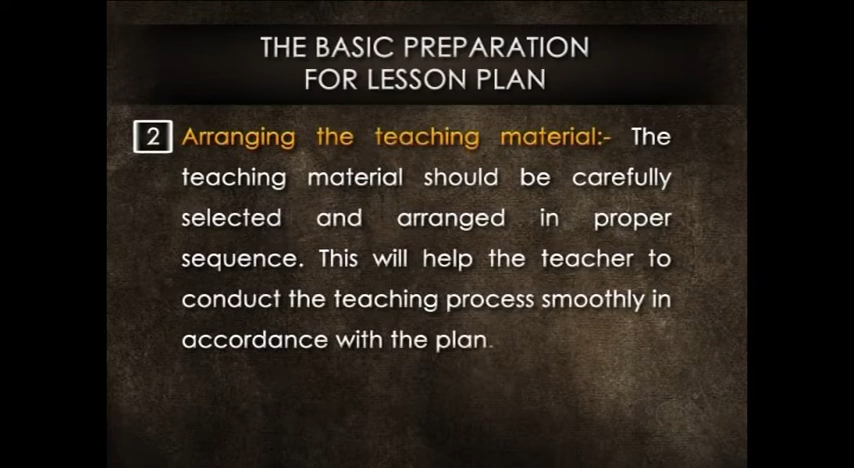 THE BASIC PREPARATION
FOR LESSON PLAN
2 Arranging the teaching material:- The
teaching material should be carefully
selected and arranged in proper
sequence. This will help the teacher to
conduct the teaching process smoothly in
accordance with the plan.